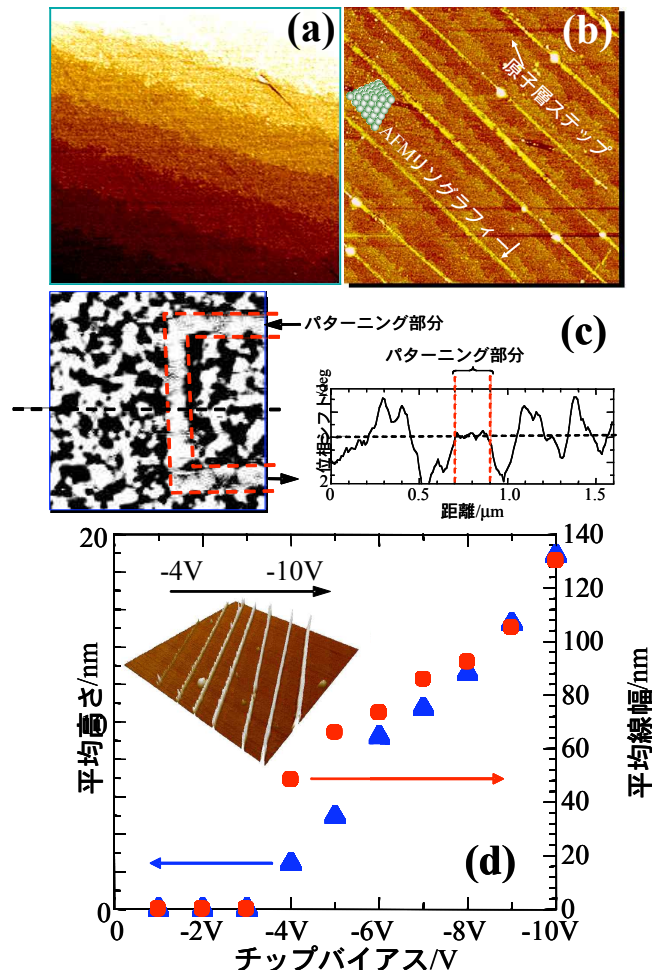 (a)
(b)
原子層ステップ
AFMリソグラフィー
パターニング部分
(c)
パターニング部分
位相シフト/deg
2
0
0.5
1.0
1.5
距離/μm
20
140
-4V
-10V
120
100
平均高さ/nm
0
80
平均線幅/nm
60
40
20
(d)
0
0
0
-2V
-4V
-6V
-8V
-10V
チップバイアス/V